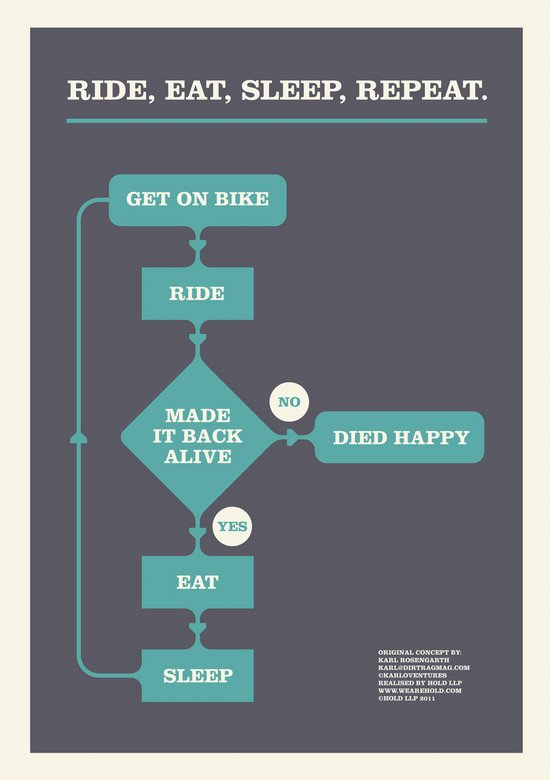 RIDE, EAT, SLEEP, REPEAT.
GET ON BIKE
RIDE
MADE
IT BACK
ALIVE
NO
DIED HAPPY
YES
EAT
SLEEP
ORIGINAL CONCEPT BY:
KARL ROSENGARTH
KARL@DIRTRAGMAG.COM
©KARLOVENTURES
REALISED BY HOLD LLP
WWW.WEAREHOLD.COM
©HOLD LLP 2011